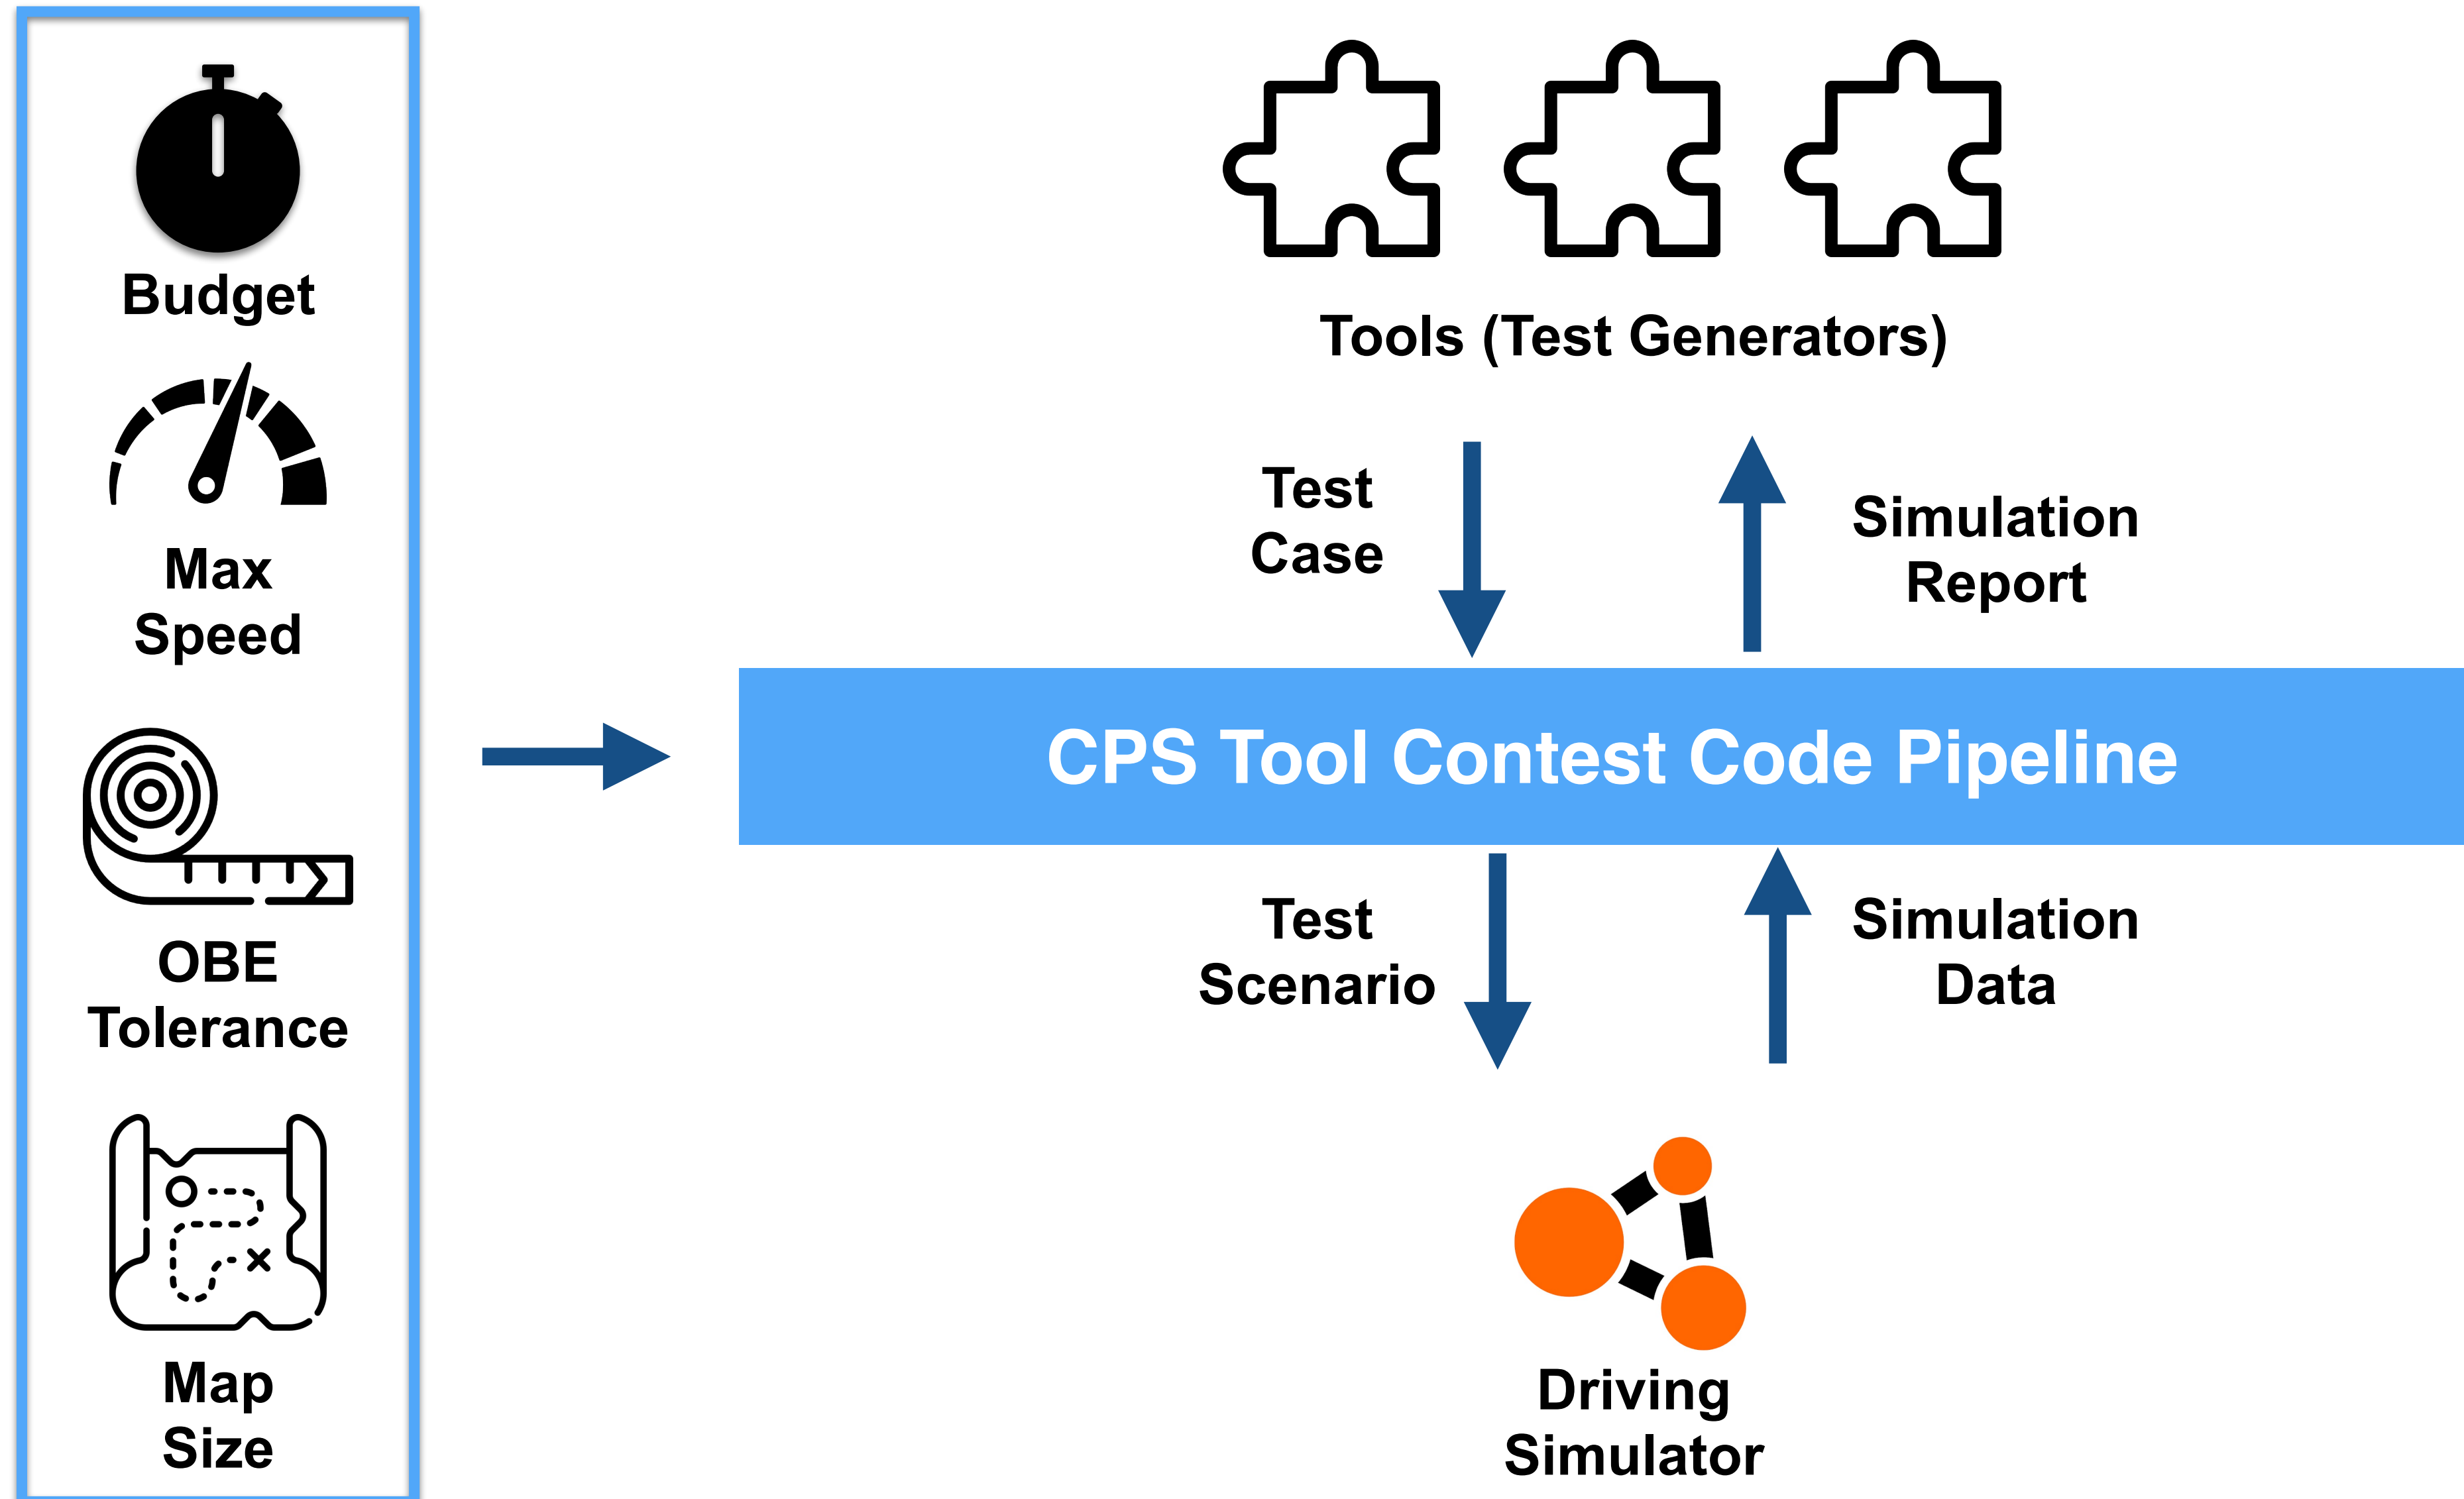 Budget
Max
Speed
OBE
Tolerance
Map
Size
Tools (Test Generators)
Test
Case
Simulation
Report
CPS Tool Contest Code Pipeline
Test
Scenario
Simulation
Data
Driving
Simulator